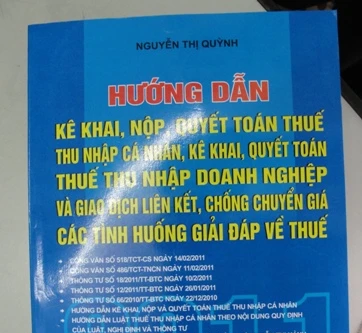 NGUYỄN THỊ QUỲNH
HƯỚNG DẪN
KÊ KHAI, NỘP, QUYẾT TOÁN THUẾ
THU NHẬP CÁ NHÂN, KÊ KHAI, QUYẾT TOÁN
THUẾ THU NHẬP DOANH NGHIỆP
VÀ GIAO DỊCH LIÊN KẾT, CHỐNG CHUYỂN GIÁ
CÁC TÌNH HUỐNG GIẢI ĐÁP VỀ THUẾ
CÔNG VĂN SỐ 518/TCT-CS NGÀY 14/02/2011
CÔNG VĂN SỐ 486/TCT-TNCN NGÀY 11/02/2011
THÔNG TƯ SỐ 18/2011/TT-BTC NGÀY 10/2/2011
THÔNG TƯ SỐ 12/2011/TT-BTC NGÀY 26/01/2011
THÔNG TƯ SỐ 66/2010/TT-BTC NGÀY 22/12/2010
HƯỚNG DẪN KÊ KHAI NỘP VÀ QUYẾT TOÁN THUẾ THU NHẬP CÁ NHÂN
HƯỚNG DẪN LUẬT THUẾ THU NHẬP CÁ NHÂN THEO NỘI DUNG QUY ĐỊNH
CỦA LUẬT, NGHỊ ĐỊNH VÀ THÔNG TƯ